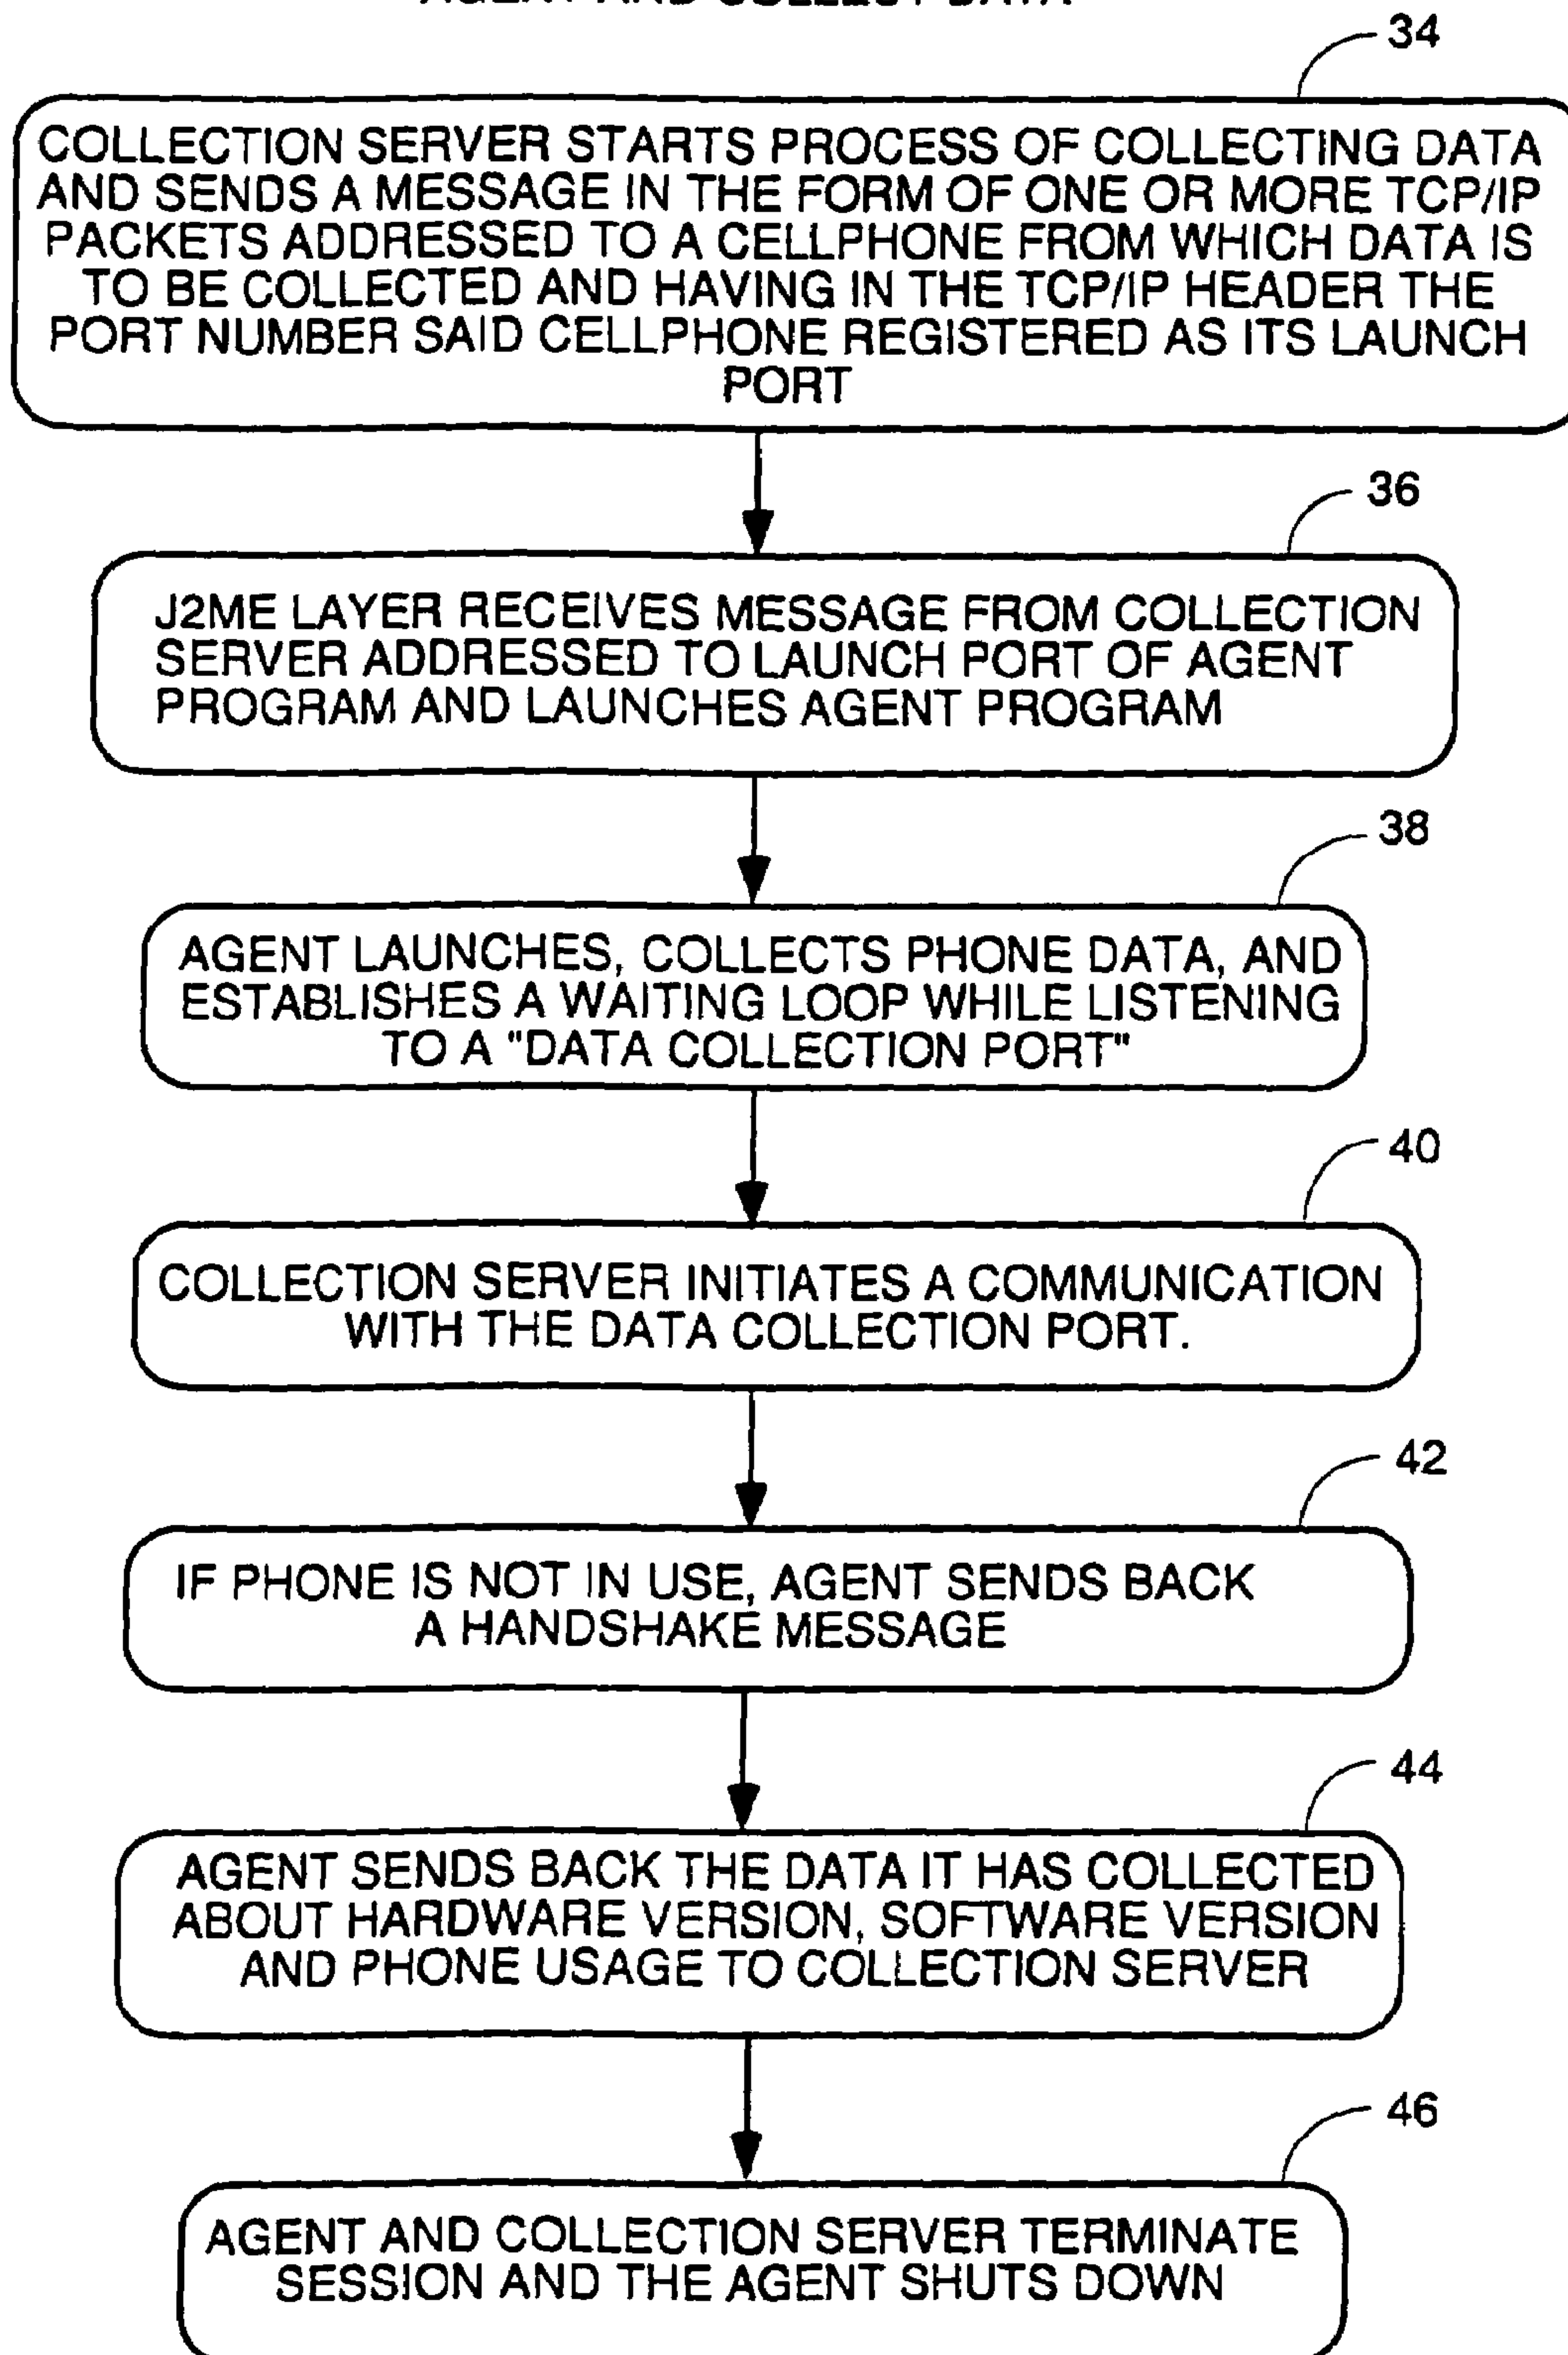 AGENT AND COLLECT DATA
34
COLLECTION SERVER STARTS PROCESS OF COLLECTING DATA
AND SENDS A MESSAGE IN THE FORM OF ONE OR MORE TCP/IP
PACKETS ADDRESSED TO A CELLPHONE FROM WHICH DATA IS
TO BE COLLECTED AND HAVING IN THE TCP/IP HEADER THE
PORT NUMBER SAID CELLPHONE REGISTERED AS ITS LAUNCH
PORT
36
J2ME LAYER RECEIVES MESSAGE FROM COLLECTION
SERVER ADDRESSED TO LAUNCH PORT OF AGENT
PROGRAM AND LAUNCHES AGENT PROGRAM
38
AGENT LAUNCHES, COLLECTS PHONE DATA, AND
ESTABLISHES A WAITING LOOP WHILE LISTENING
TO A "DATA COLLECTION PORT"
40
COLLECTION SERVER INITIATES A COMMUNICATION
WITH THE DATA COLLECTION PORT.
42
IF PHONE IS NOT IN USE, AGENT SENDS BACK
A HANDSHAKE MESSAGE
44
AGENT SENDS BACK THE DATA IT HAS COLLECTED
ABOUT HARDWARE VERSION, SOFTWARE VERSION
AND PHONE USAGE TO COLLECTION SERVER
46
AGENT AND COLLECTION SERVER TERMINATE
SESSION AND THE AGENT SHUTS DOWN